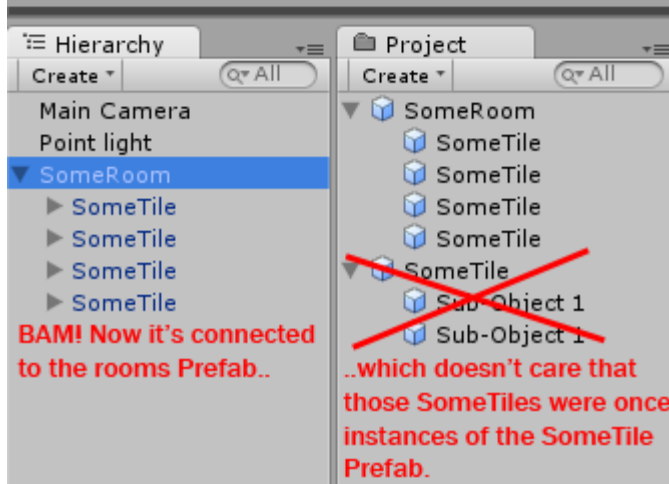 Hierarchy
Create
All
Main Camera
Point light
SomeRoom
SomeTile
SomeTile
SomeTile
SomeTile
BAM! Now it's connected
to the rooms Prefab..
Project
Create
All
SomeRoom
SomeTile
SomeTile
SomeTile
SomeTile
SomeTile
Sub-Object 1
Sub-Object 1
..which doesn't care that
those SomeTiles were once
instances of the SomeTile
Prefab.